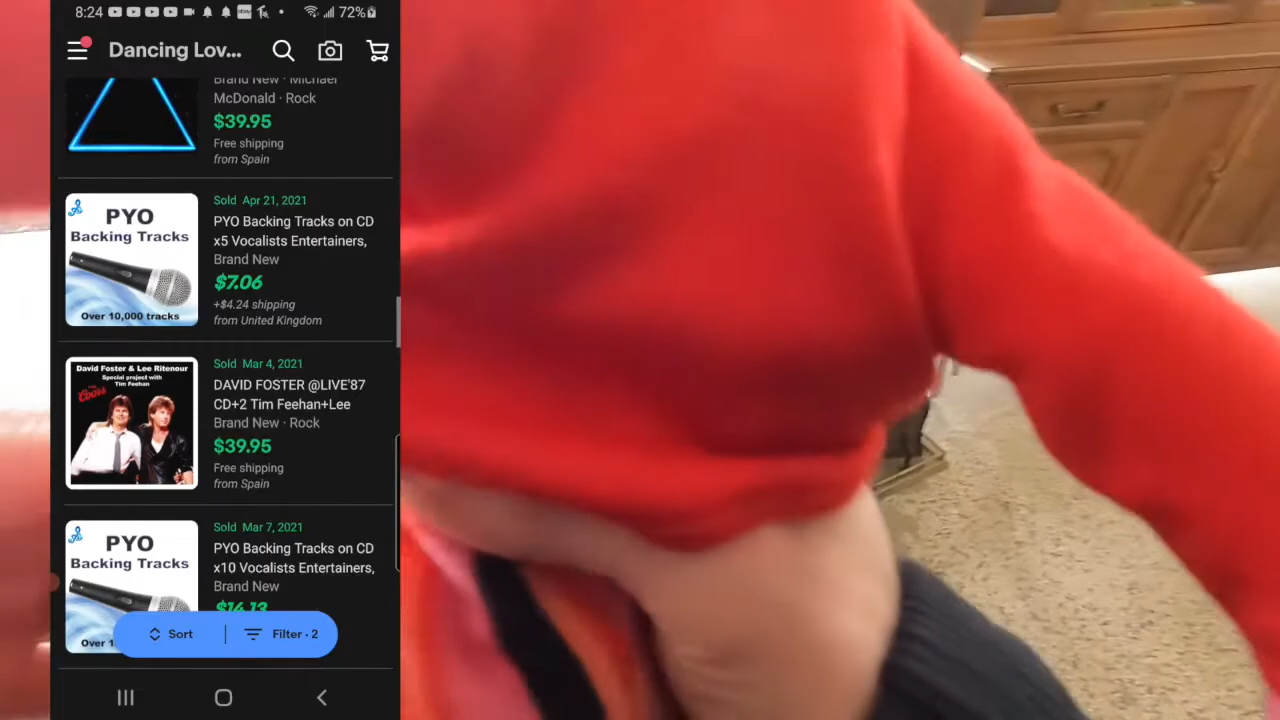 8:24
72%
Dancing Lov...
Brand New · Michael
McDonald · Rock
$39.95
Free shipping
from Spain
PYO
Backing Tracks
Over 10,000 tracks
Sold Apr 21, 2021
PYO Backing Tracks on CD
x5 Vocalists Entertainers,
Brand New
$7.06
+$4.24 shipping
from United Kingdom
David Foster & Lee Ritenour
Special project with
Tim Feehan
Coors
Sold Mar 4, 2021
DAVID FOSTER @LIVE'87
CD+2 Tim Feehan+Lee
Brand New · Rock
$39.95
Free shipping
from Spain
PYO
Backing Tracks
Over 1
Sold Mar 7, 2021
PYO Backing Tracks on CD
x10 Vocalists Entertainers,
Brand New
$14.13
Sort
Filter · 2